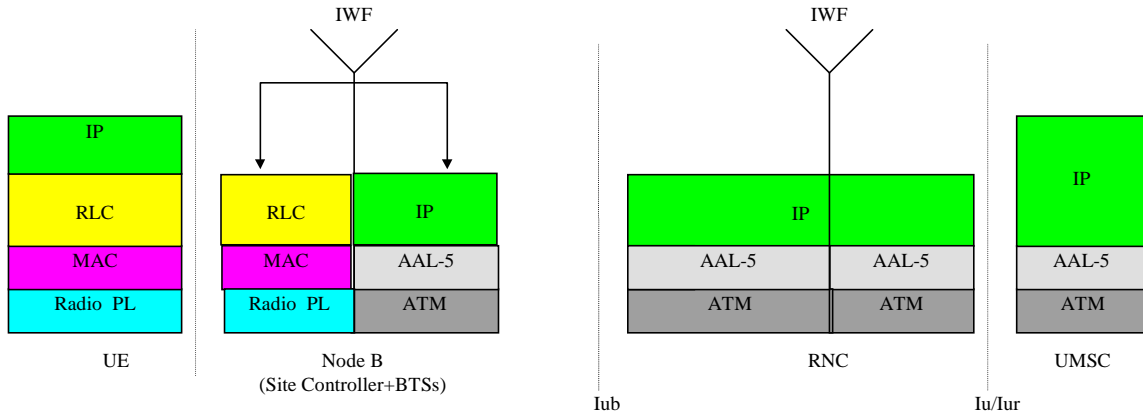 IWF
IWF
IP
IP
RLC
RLC
IP
IP
MAC
MAC
AAL-5
AAL-5
AAL-5
AAL-5
Radio PL
Radio PL
ATM
ATM
ATM
ATM
UE
Node B
(Site Controller+BTSs)
RNC
UMSC
Iub
Iu/Iur